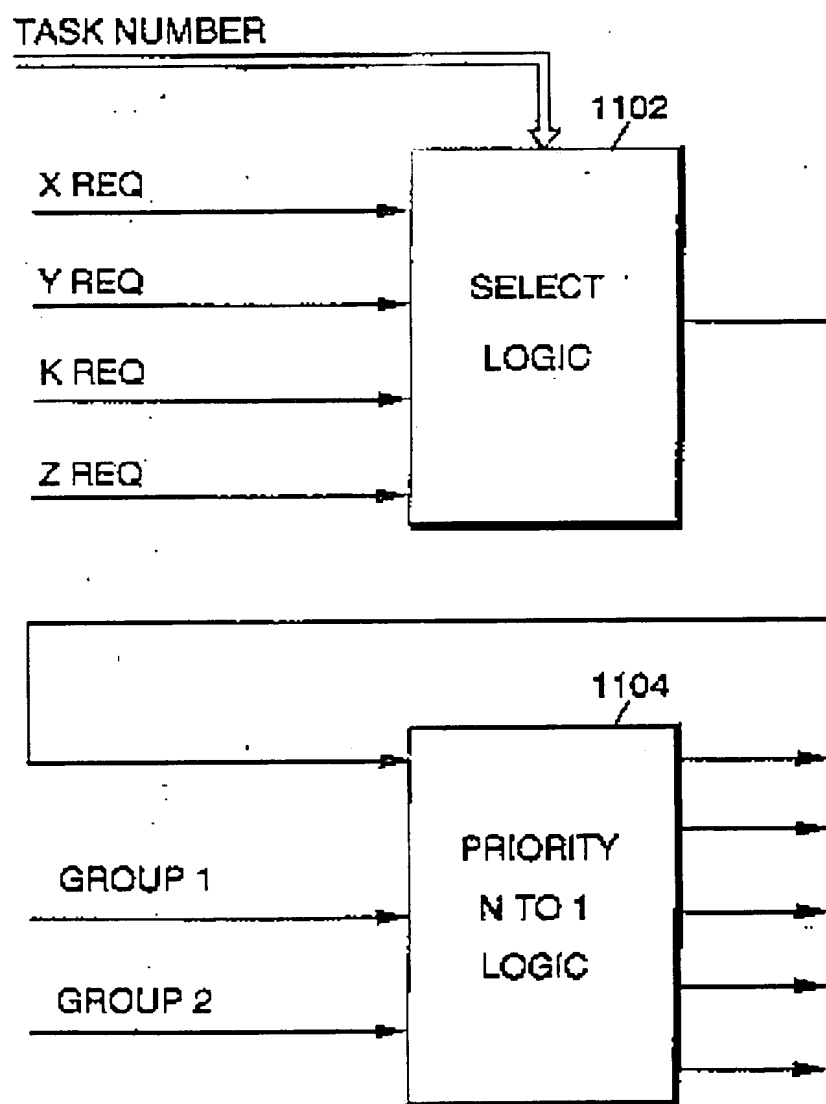 TASK NUMBER
1102
X REQ
Y REQ
K REQ
Z REQ
SELECT
LOGIC
1104
GROUP 1
GROUP 2
PRIORITY
N TO 1
LOGIC